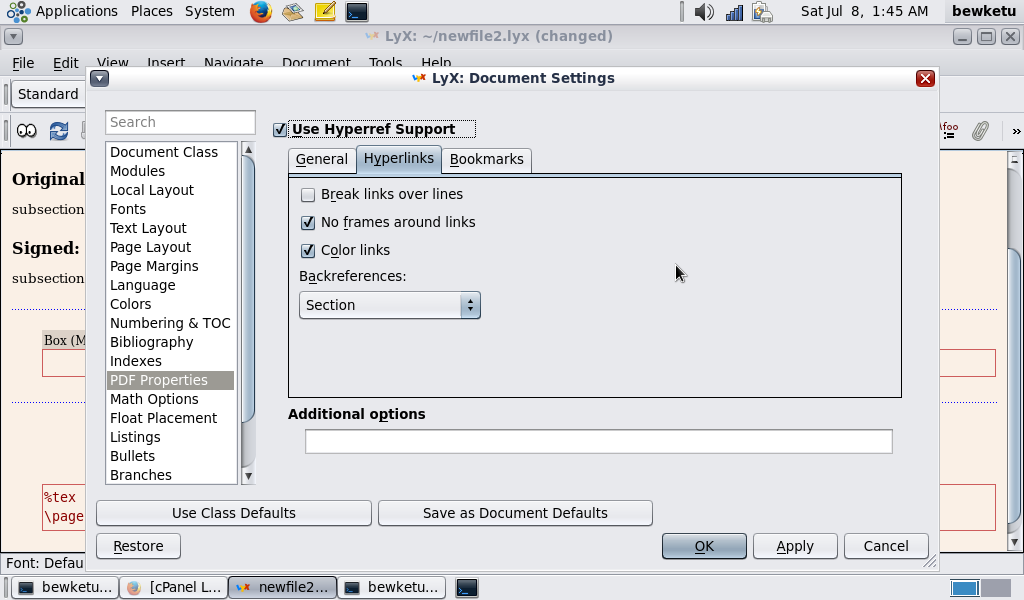 Applications Places System Sat Jul 8, 1:45 AM bewketu
LyX: ~/newfile2.lyx (changed)
File Edit View Insert Navigate Document Tools Help
LyX: Document Settings
Standard
Search
Use Hyperref Support
\foo
»
General Hyperlinks Bookmarks
Document Class
Modules
Local Layout
Fonts
Text Layout
Page Layout
Page Margins
Language
Colors
Numbering & TOC
Bibliography
Indexes
PDF Properties
Math Options
Float Placement
Listings
Bullets
Branches
Break links over lines
No frames around links
Color links
Backreferences:
Section
Additional options
Original
subsection
Signed:
subsection
Box (M
%tex
\page
Use Class Defaults Save as Document Defaults
Restore OK Apply Cancel
Font: Defau
bewketu... [cPanel L... newfile2... bewketu...